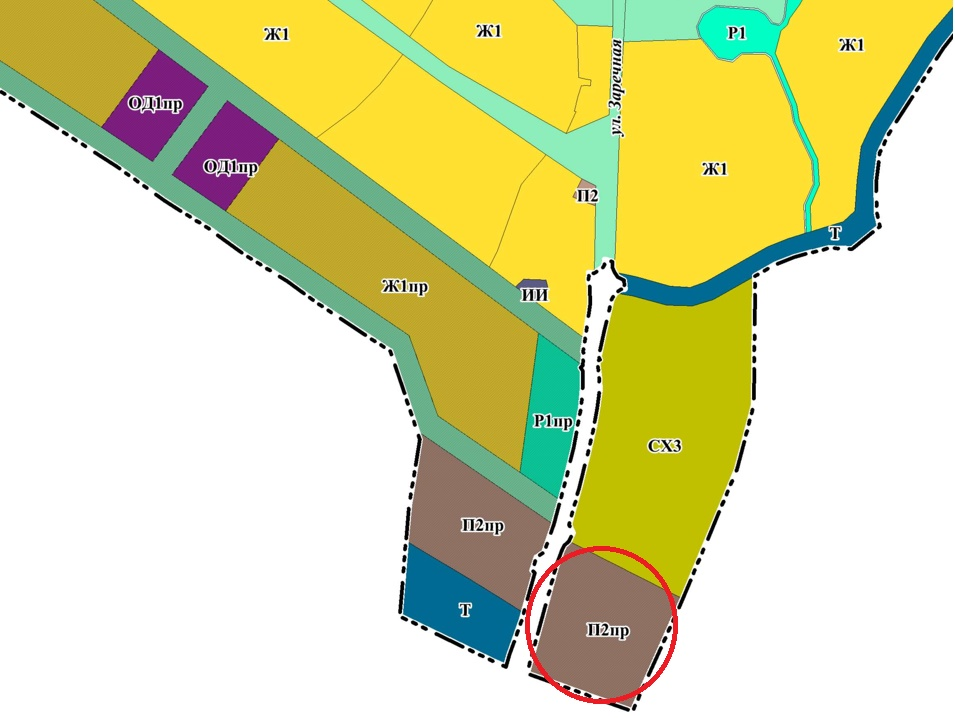 Ж1
Ж1
Р1
Ж1
ул. Заречная
ОД1пр
ОД1пр
Ж1
П2
Т
Ж1пр
ИИ
Р1пр
СХ3
П2пр
Т
П2пр